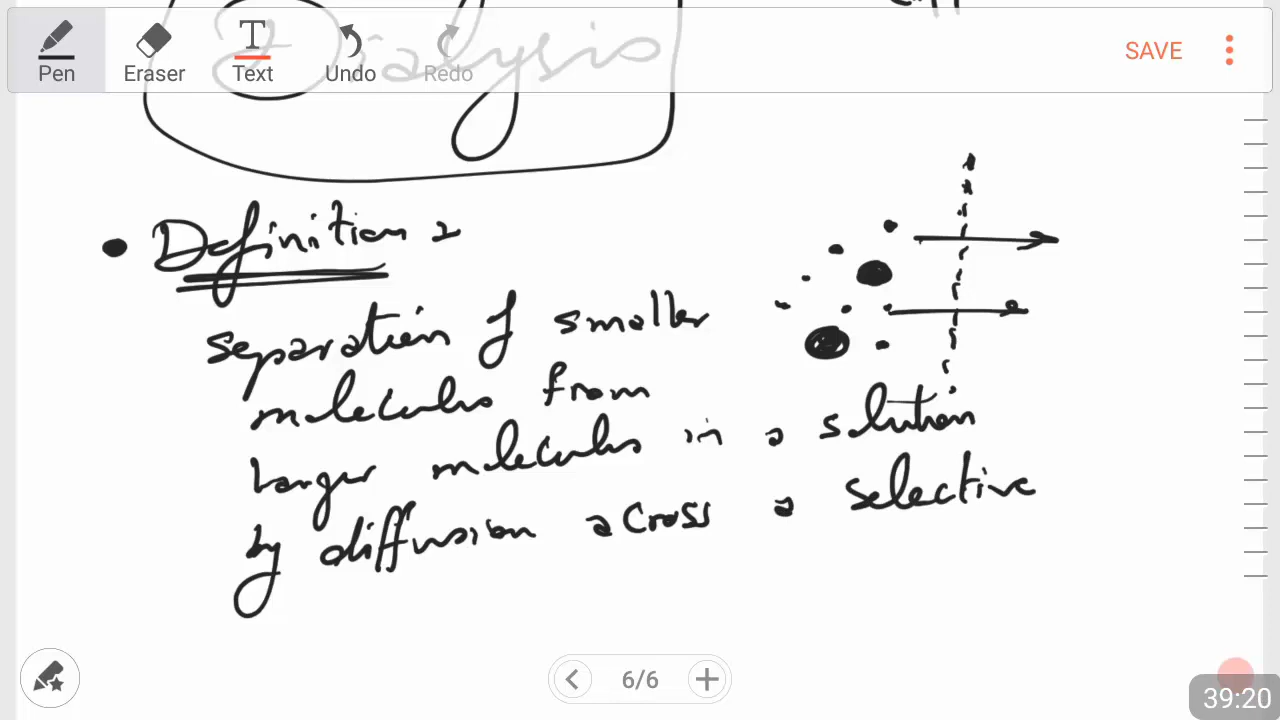 Pen
Eraser
Text
Undo
Redo
SAVE
Dialysis
Definition :
separation of smaller
molecules from
larger molecules in a solution
by diffusion across a selective
6/6
39:20